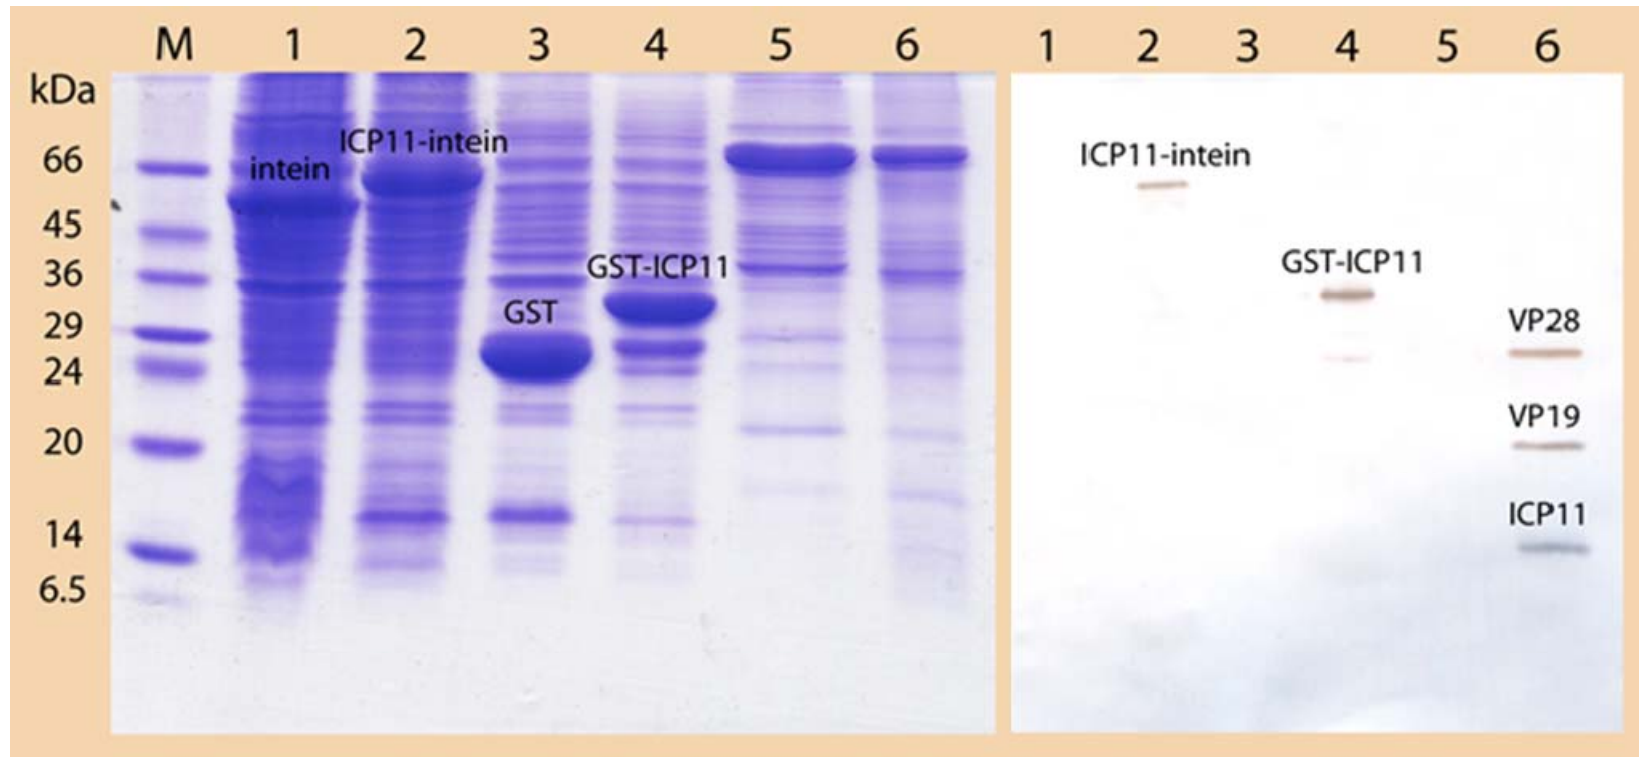 M 1 2 3 4 5 6 1 2 3 4 5 6
kDa
66
45
36
29
24
20
14
6.5
intein
ICP11-intein
GST
GST-ICP11
ICP11-intein
GST-ICP11
VP28
VP19
ICP11